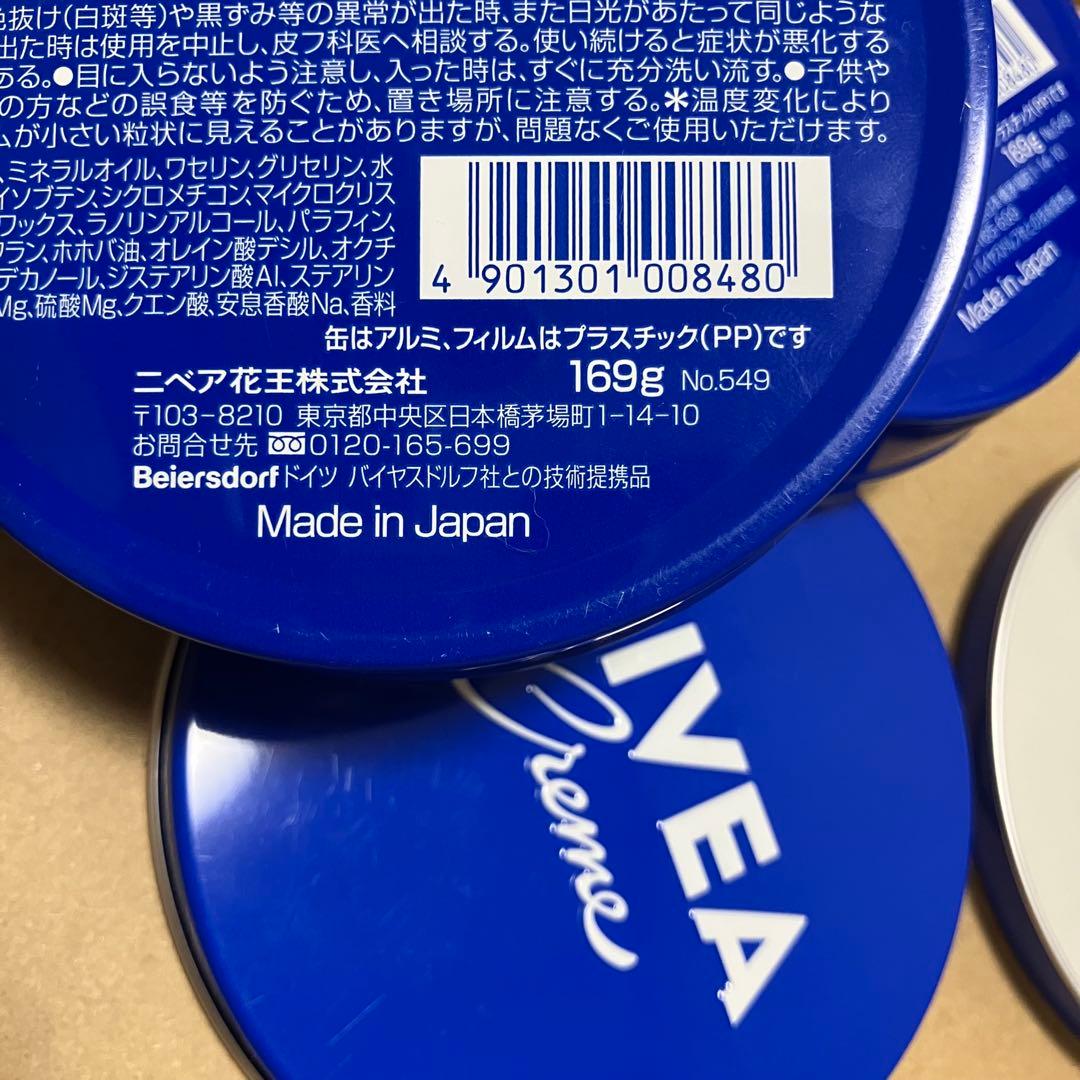 色抜け(白斑等)や黒ずみ等の異常が出た時、また日光があたって同じような
出た時は使用を中止し、皮フ科医へ相談する。使い続けると症状が悪化する
ある。●目に入らないよう注意し、入った時は、すぐに充分洗い流す。●子供や
の方などの誤食等を防ぐため、置き場所に注意する。＊温度変化により
ムが小さい粒状に見えることがありますが、問題なくご使用いただけます。
、ミネラルオイル、ワセリン、グリセリン、水
イソブテン、シクロメチコン、マイクロクリス
ワックス、ラノリンアルコール、パラフィン、
ワラン、ホホバ油、オレイン酸デシル、オクチ
デカノール、ジステアリン酸Al、ステアリン
Mg、硫酸Mg、クエン酸、安息香酸Na、香料
4 901301 008480
缶はアルミ、フィルムはプラスチック(PP)です
ニベア花王株式会社 169g No.549
〒103-8210 東京都中央区日本橋茅場町1-14-10
お問合せ先 0120-165-699
Beiersdorf ドイツ バイヤスドルフ社との技術提携品
Made in Japan
169g
Made in Japan
IVEA
Creme